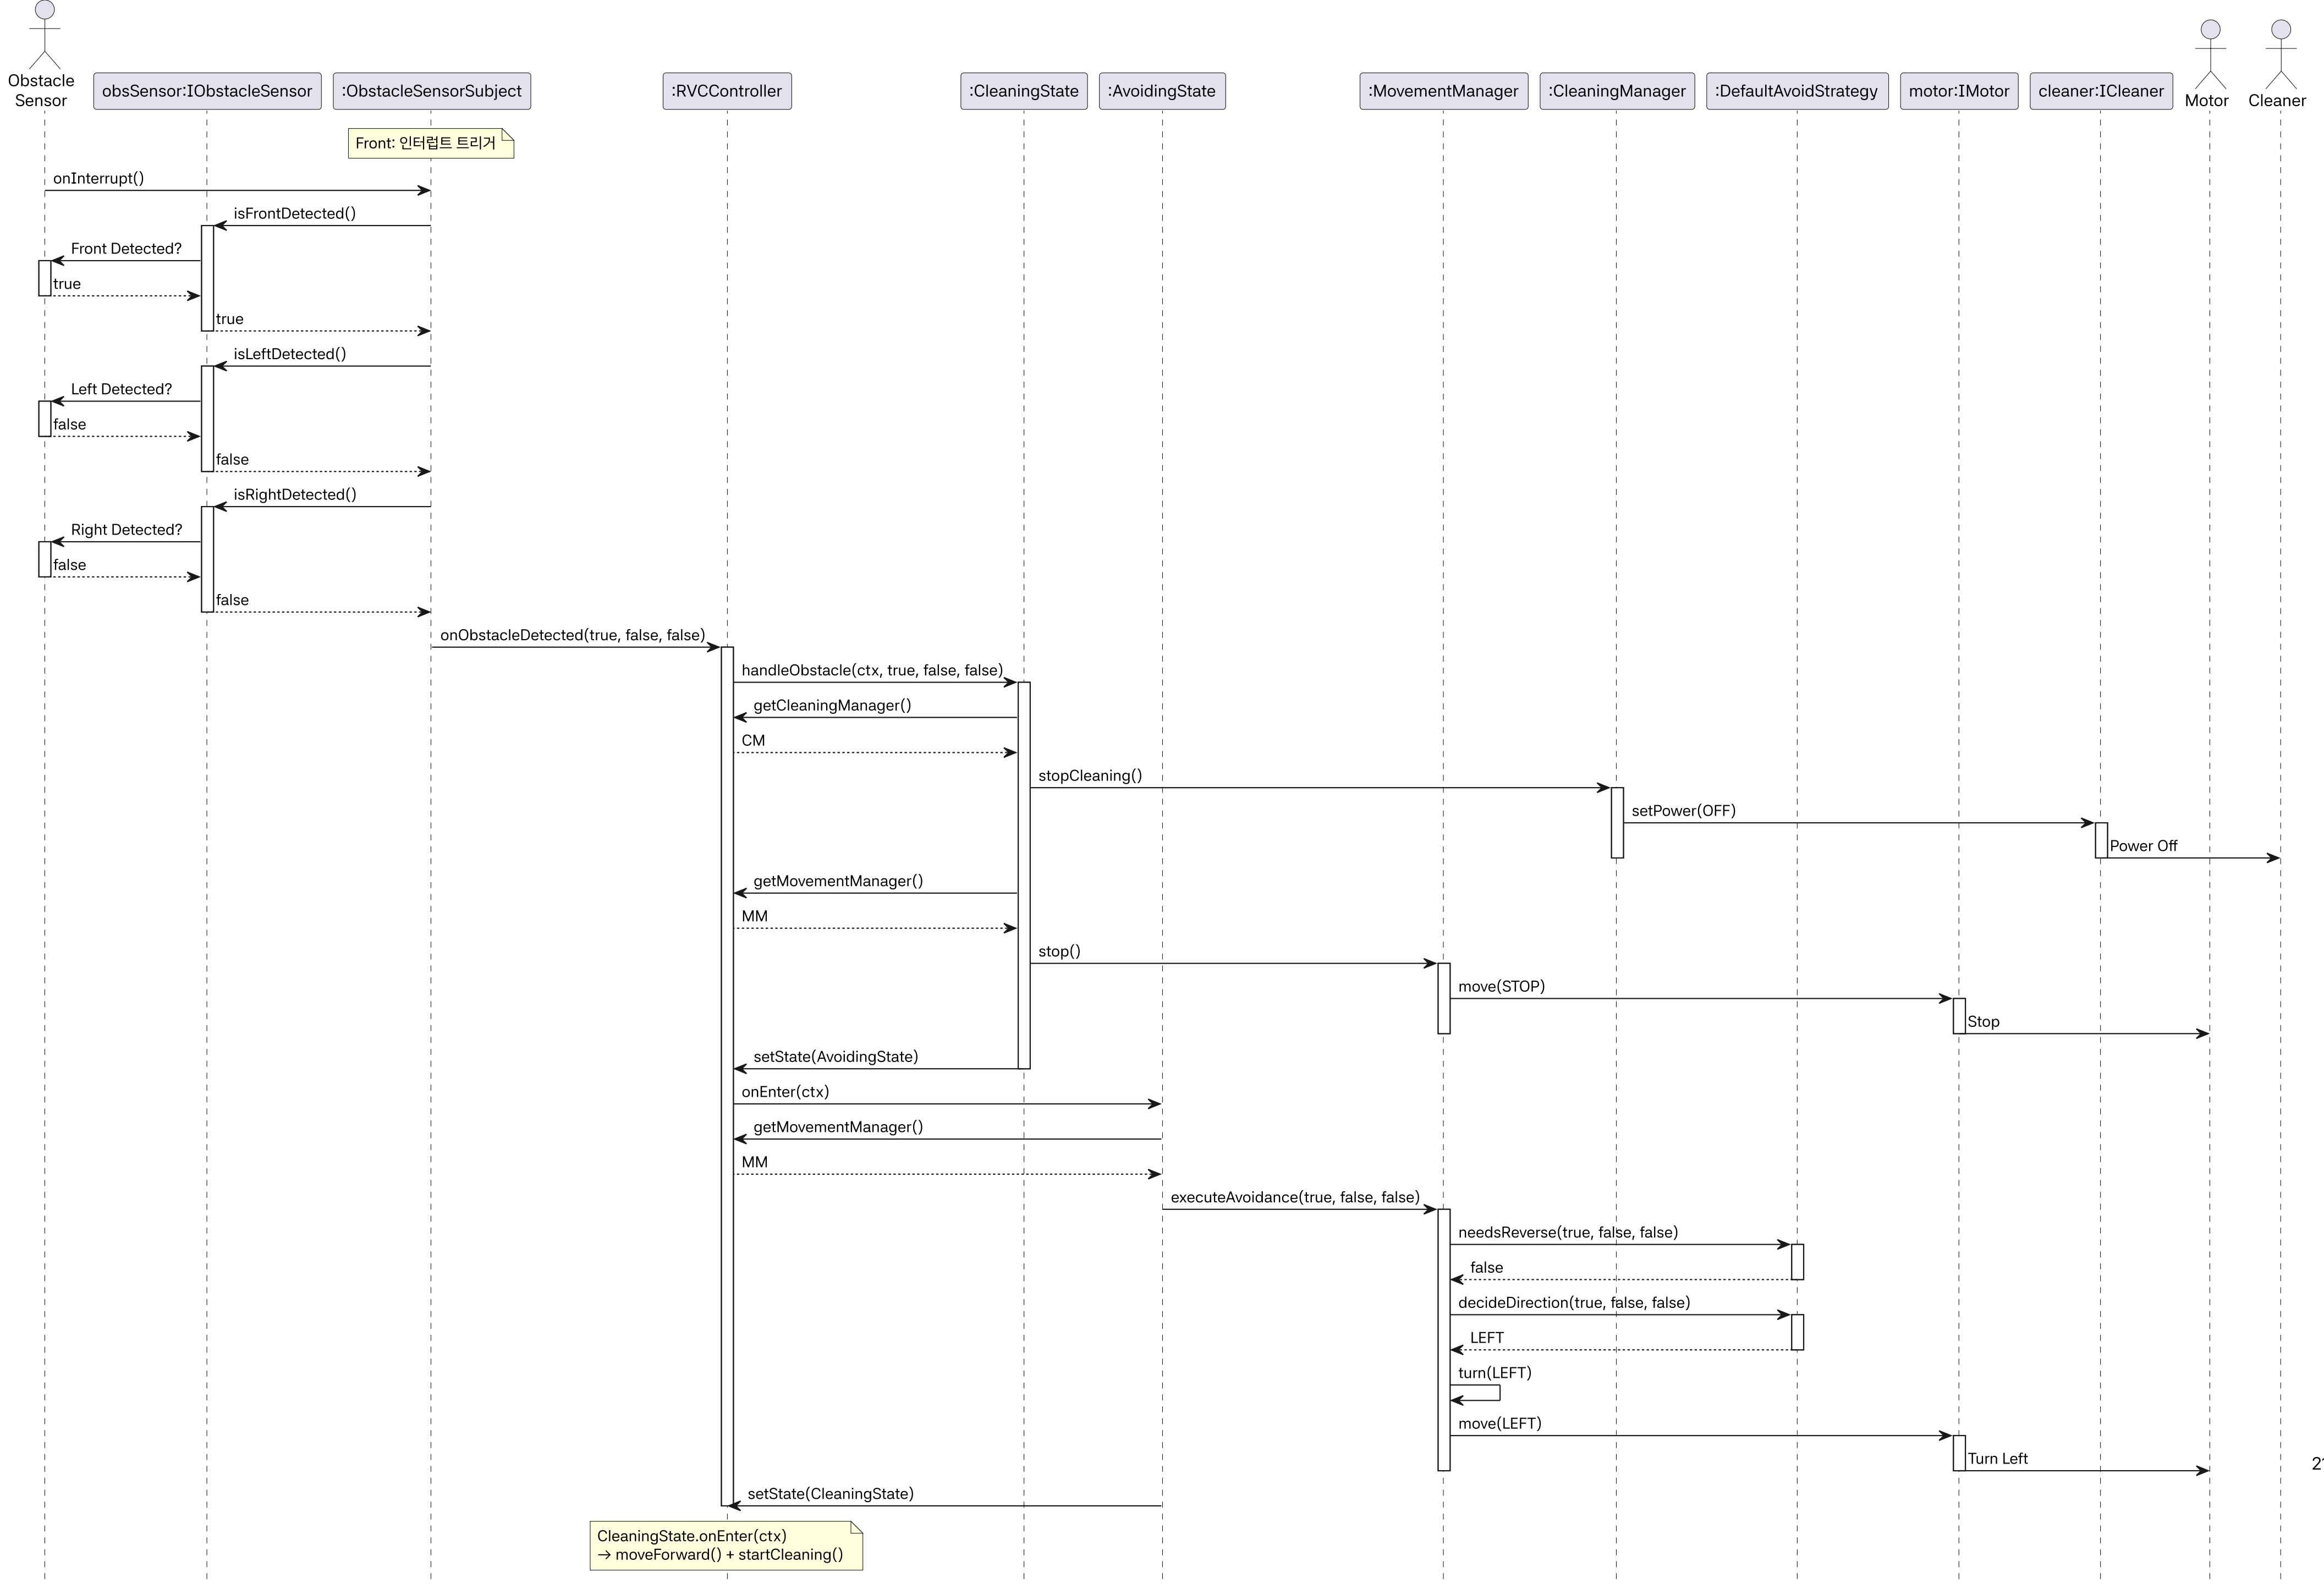 Obstacle
Sensor
obsSensor:IObstacleSensor
:ObstacleSensorSubject
:RVCController
:CleaningState
:AvoidingState
:MovementManager
:CleaningManager
:DefaultAvoidStrategy
motor:IMotor
cleaner:ICleaner
Motor
Cleaner
Front: 인터럽트 트리거
onInterrupt()
isFrontDetected()
Front Detected?
true
true
isLeftDetected()
Left Detected?
false
false
isRightDetected()
Right Detected?
false
false
onObstacleDetected(true, false, false)
handleObstacle(ctx, true, false, false)
getCleaningManager()
CM
stopCleaning()
setPower(OFF)
Power Off
getMovementManager()
MM
stop()
move(STOP)
Stop
setState(AvoidingState)
onEnter(ctx)
getMovementManager()
MM
executeAvoidance(true, false, false)
needsReverse(true, false, false)
false
decideDirection(true, false, false)
LEFT
turn(LEFT)
move(LEFT)
Turn Left
setState(CleaningState)
CleaningState.onEnter(ctx)
→ moveForward() + startCleaning()